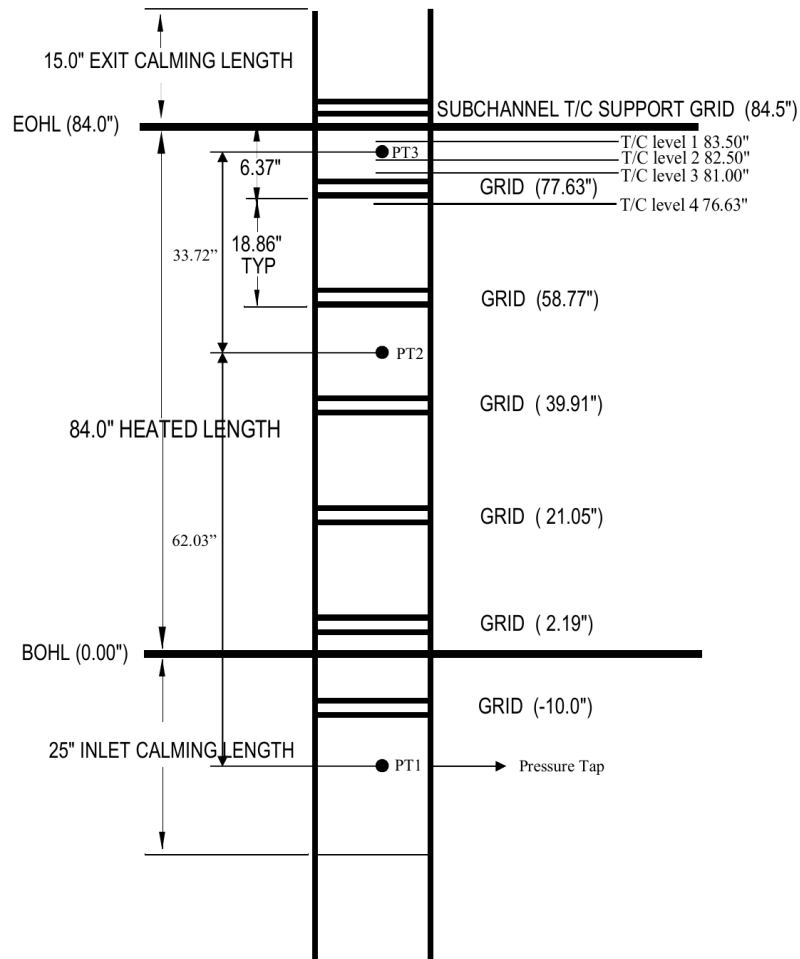 15.0" EXIT CALMING LENGTH
SUBCHANNEL T/C SUPPORT GRID (84.5")
EOHL (84.0")
T/C level 1 83.50"
PT3
T/C level 2 82.50"
6.37"
T/C level 3 81.00"
GRID (77.63")
T/C level 4 76.63"
33.72”
18.86"
TYP
GRID (58.77")
PT2
GRID ( 39.91")
84.0" HEATED LENGTH
GRID ( 21.05")
62.03”
GRID ( 2.19")
BOHL (0.00")
GRID (-10.0")
25" INLET CALMING LENGTH
PT1
Pressure Tap